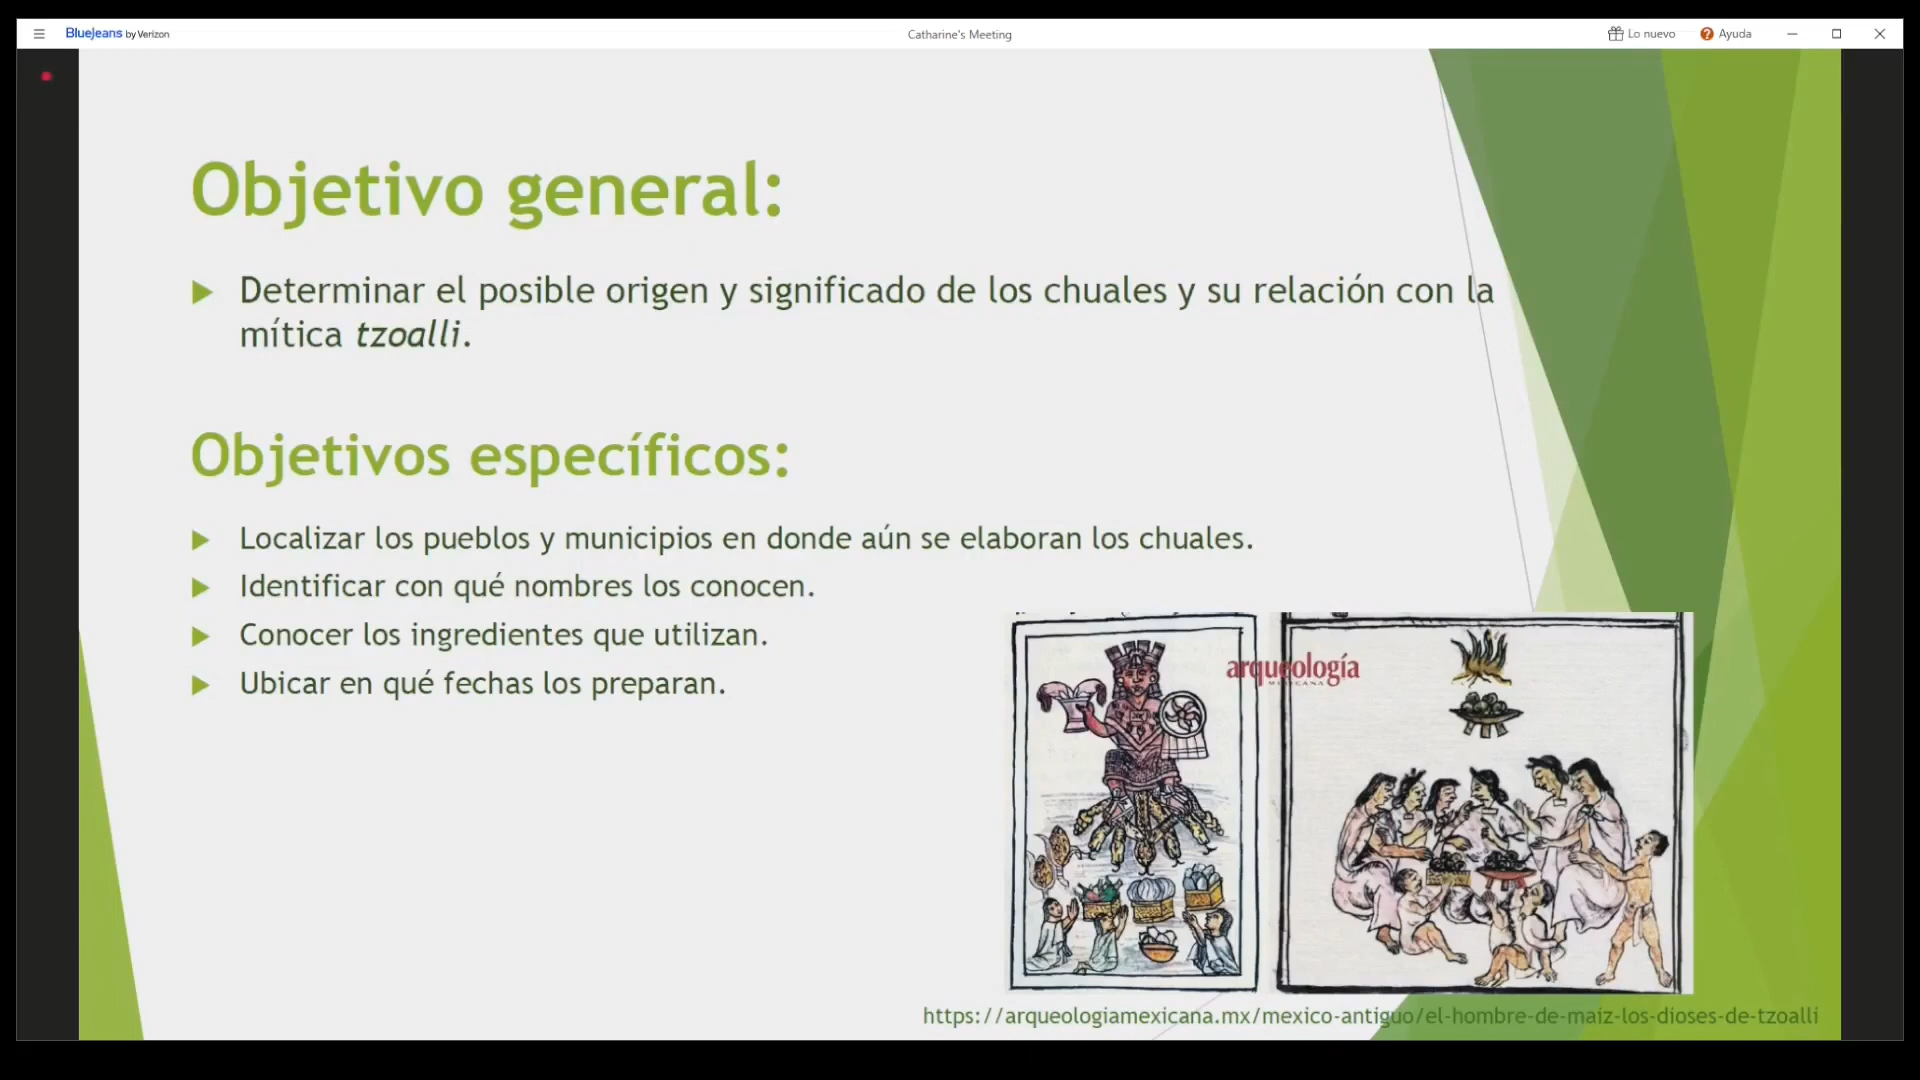 BlueJeans by Verizon
Catharine's Meeting
Lo nuevo
? Ayuda
Objetivo general:
Determinar el posible origen y significado de los chuales y su relación con la
mítica tzoalli.
Objetivos específicos:
Localizar los pueblos y municipios en donde aún se elaboran los chuales.
Identificar con qué nombres los conocen.
Conocer los ingredientes que utilizan.
Ubicar en qué fechas los preparan.
arqueología
MEXICANA
https://arqueologiamexicana.mx/mexico-antiguo/el-hombre-de-maiz-los-dioses-de-tzoalli